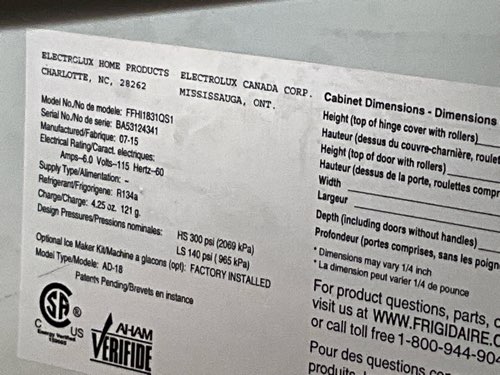 ELECTROLUX HOME PRODUCTS ELECTROLUX CANADA CORP.
CHARLOTTE, NC, 28262 MISSISSAUGA, ONT.
Model No./No de modele: FFHI1831QS1
Serial No./No de serie: BA53124341
Manufactured/Fabrique: 07-15
Electrical Rating/Caract. electriques:
Amps--6.0 Volts--115 Hertz--60
Supply Type/Alimentation: --
Refrigerant/Frigorigene: R134a
Charge/Charge: 4.25 oz. 121 g.
Design Pressures/Pressions nominales: HS 300 psi (2069 kPa)
LS 140 psi ( 965 kPa)
Optional Ice Maker Kit/Machine a glacons (opt): FACTORY INSTALLED
Model Type/Modele: AD-18
Patents Pending/Brevets en instance
CSA ®
C US
Energy Verified
AHAM
VERIFIDE
Cabinet Dimensions - Dimensions
Height (top of hinge cover with rollers)
Hauteur (dessus du couvre-charnière, roulet
Height (top of door with rollers)
Hauteur (dessus de la porte, roulettes compr
Width
Largeur
Depth (including doors without handles)
Profondeur (portes comprises, sans les poign
* Dimensions may vary 1/4 inch
* La dimension peut varier 1/4 de pouce
For product questions, parts,
visit us at WWW.FRIGIDAIRE.C
or call toll free 1-800-944-904
Pour des questions con
produits,